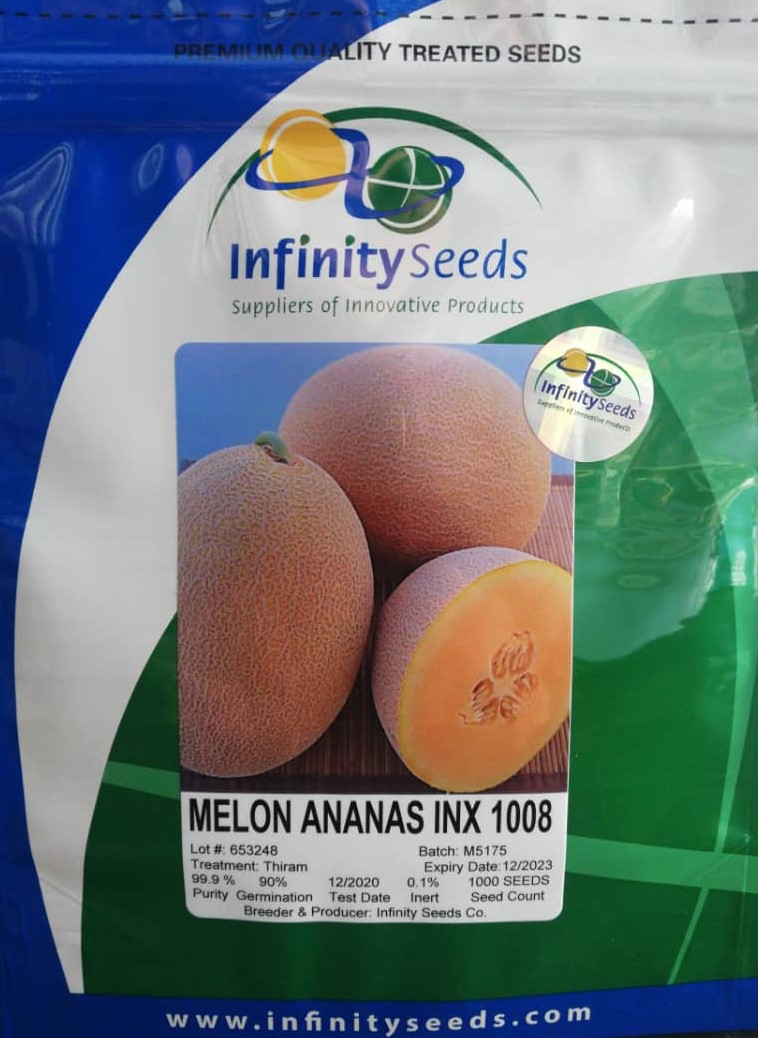 PREMIUM QUALITY TREATED SEEDS
InfinitySeeds
Suppliers of Innovative Products
InfinitySeeds
Suppliers of Innovative Products
MELON ANANAS INX 1008
Lot #: 653248 Batch: M5175
Treatment: Thiram Expiry Date:12/2023
99.9 % 90% 12/2020 0.1% 1000 SEEDS
Purity Germination Test Date Inert Seed Count
Breeder & Producer: Infinity Seeds Co.
www.infinityseeds.com